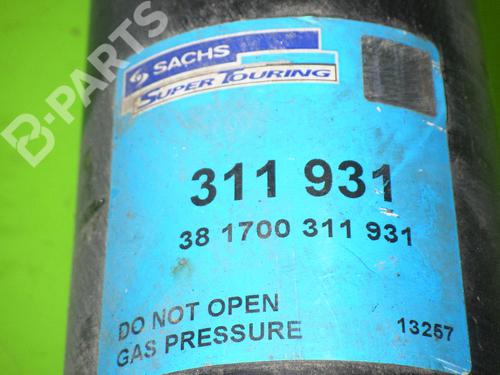 B-PARTS
SACHS
SUPER TOURING
311 931
38 1700 311 931
DO NOT OPEN
GAS PRESSURE 13257